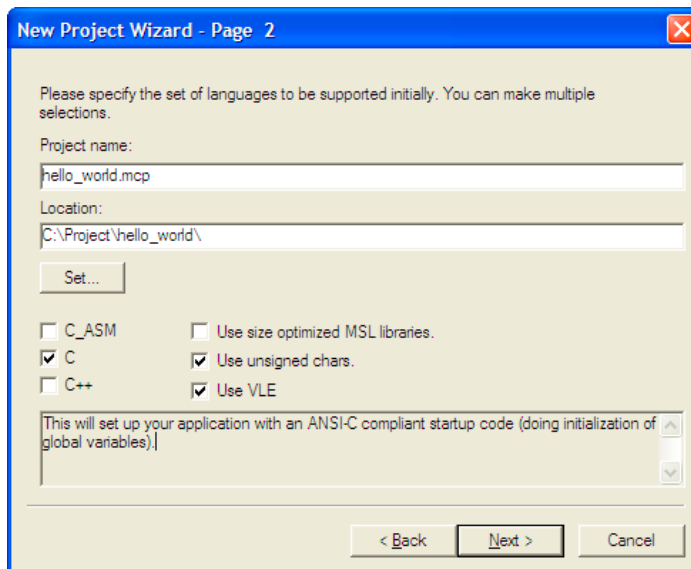 New Project Wizard - Page 2
Please specify the set of languages to be supported initially. You can make multiple
selections.
Project name:
hello_world.mcp
Location:
C:\Project\hello_world\
Set...
C_ASM
Use size optimized MSL libraries.
C
Use unsigned chars.
C++
Use VLE
This will set up your application with an ANSI-C compliant startup code (doing initialization of
global variables).
< Back
Next >
Cancel